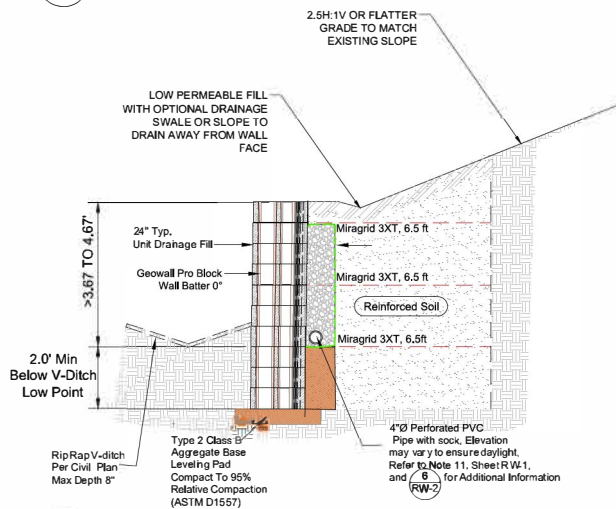 2.5H:1V OR FLATTER
GRADE TO MATCH
EXISTING SLOPE
LOW PERMEABLE FILL
WITH OPTIONAL DRAINAGE
SWALE OR SLOPE TO
DRAIN AWAY FROM WALL
FACE
24" Typ.
Unit Drainage Fill
Geowall Pro Block
Wall Batter 0°
>3.67 TO 4.67'
Miragrid 3XT, 6.5 ft
Miragrid 3XT, 6.5 ft
Reinforced Soil
Miragrid 3XT, 6.5ft
2.0' Min
Below V-Ditch
Low Point
RipRap V-ditch
Per Civil Plan
Max Depth 8"
Type 2 Class B
Aggregate Base
Leveling Pad
Compact To 95%
Relative Compaction
(ASTM D1557)
4"Ø Perforated PVC
Pipe with sock, Elevation
may vary to ensure daylight,
Refer to Note 11, Sheet RW-1,
and 6 RW-2 for Additional Information